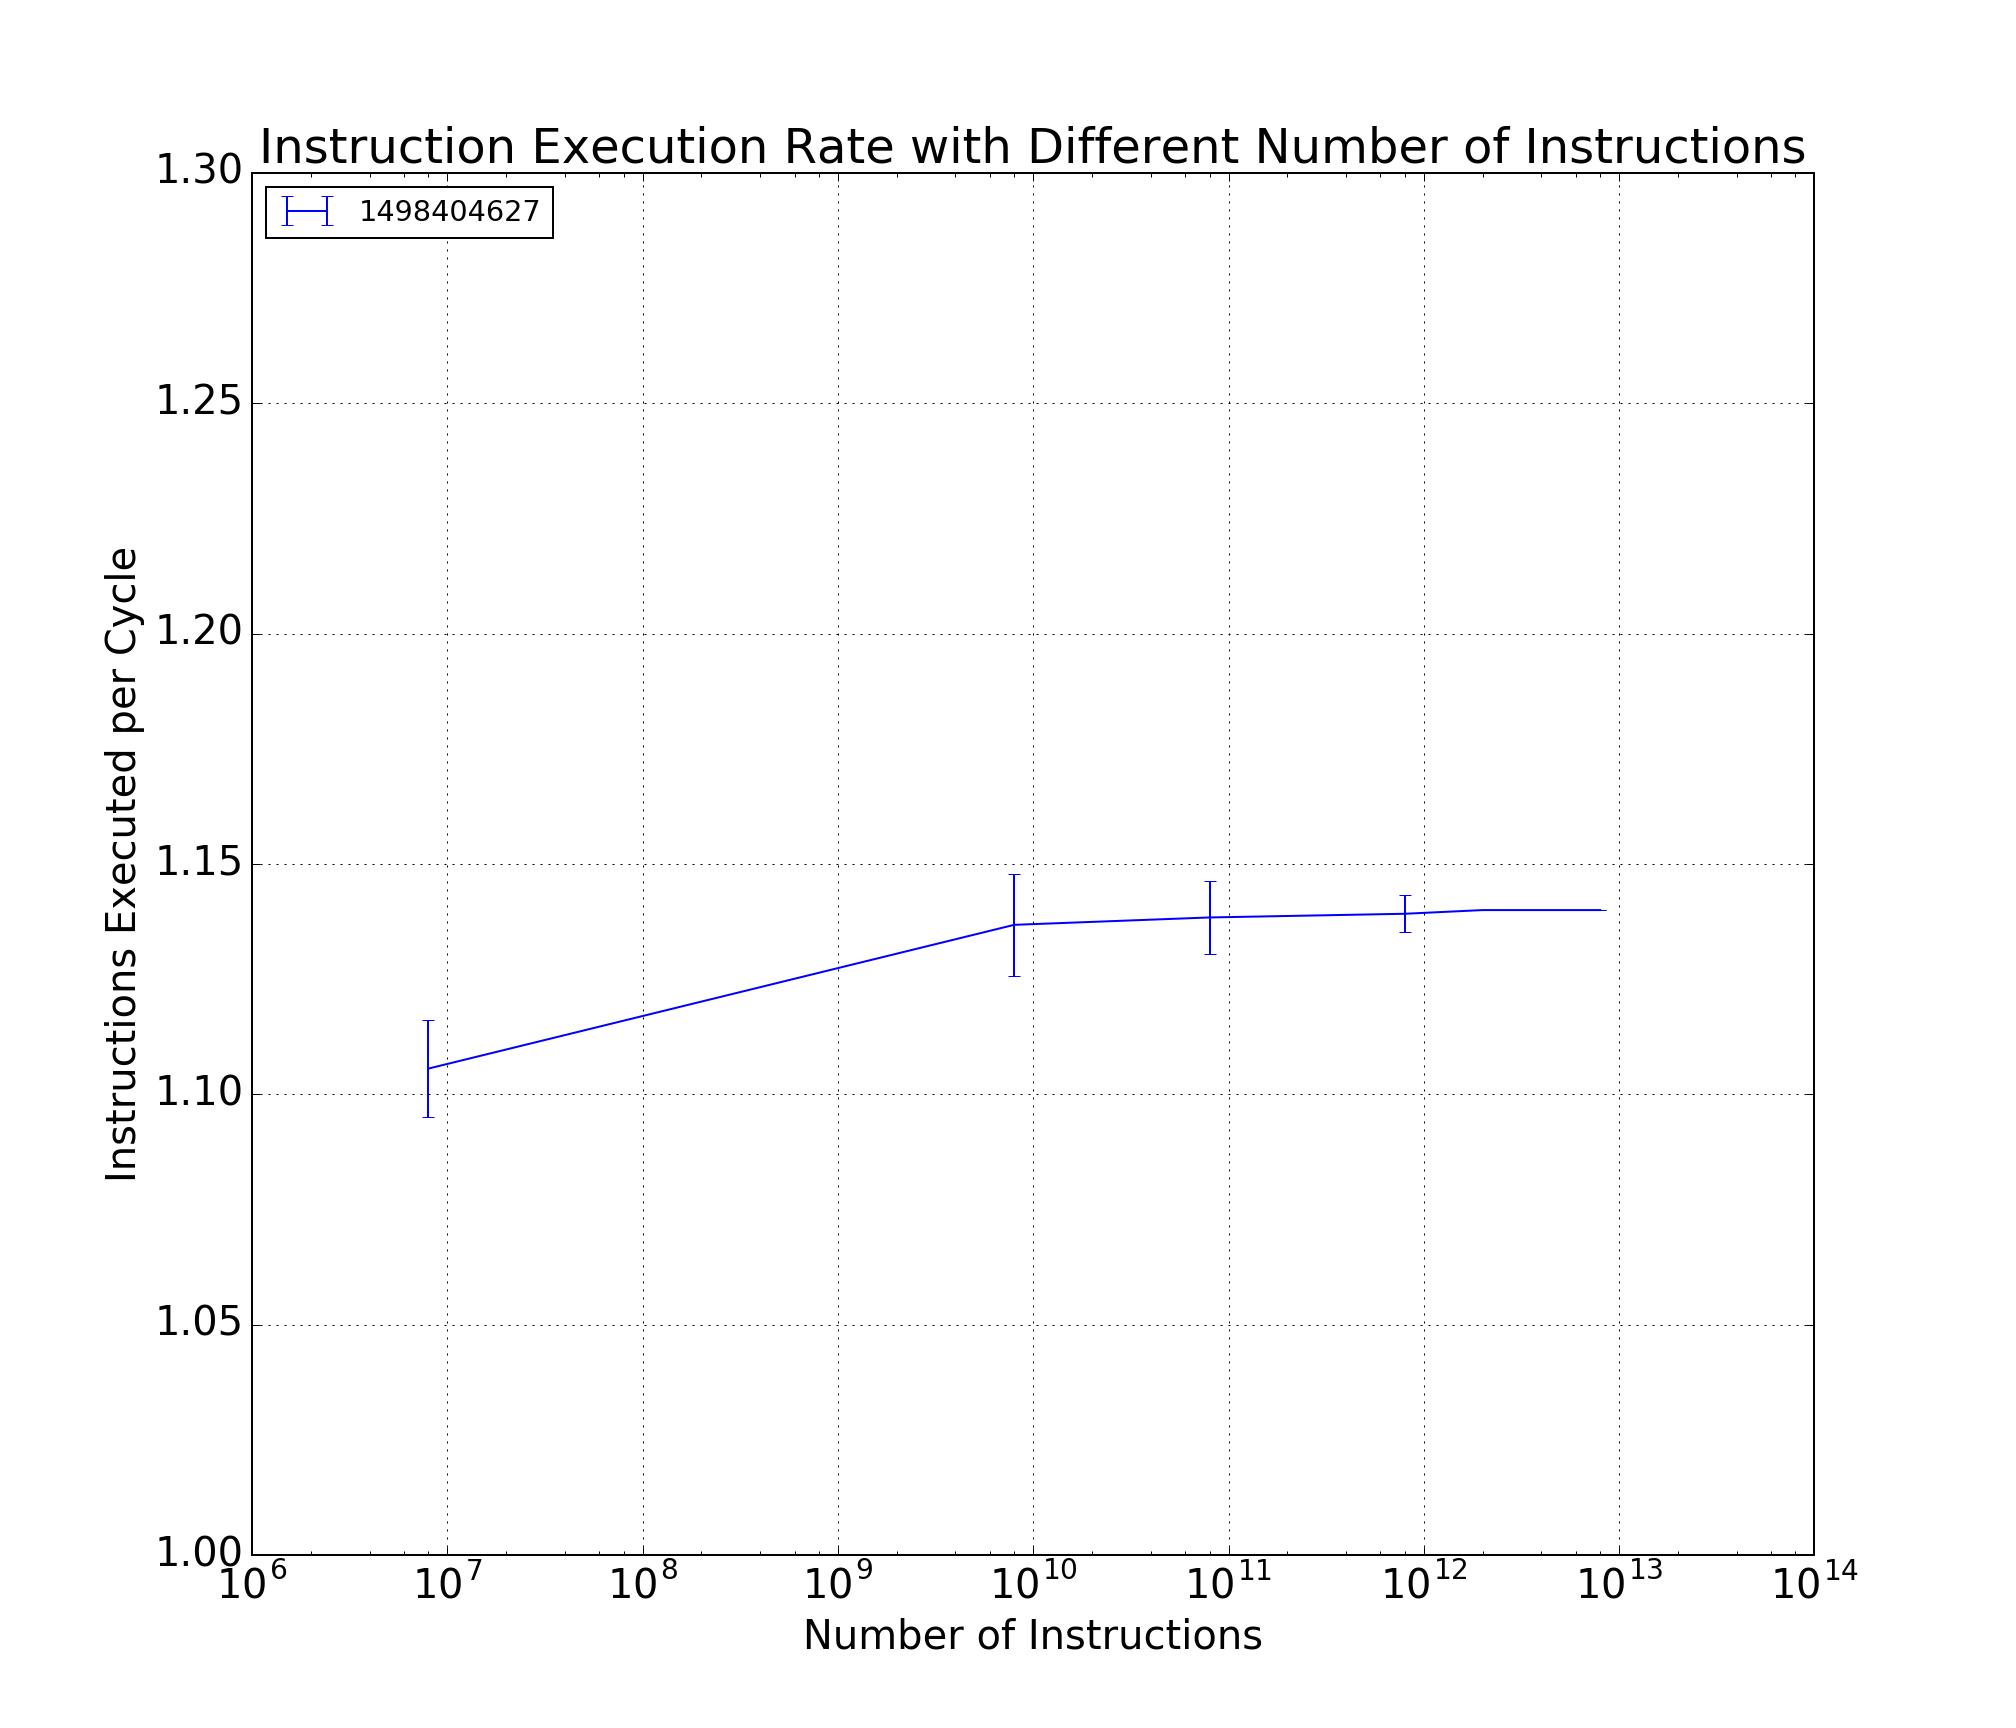 Instruction Execution Rate with Different Number of Instructions
1498404627
1.30
1.25
1.20
1.15
1.10
1.05
1.00
Instructions Executed per Cycle
10^6 10^7 10^8 10^9 10^10 10^11 10^12 10^13 10^14
Number of Instructions